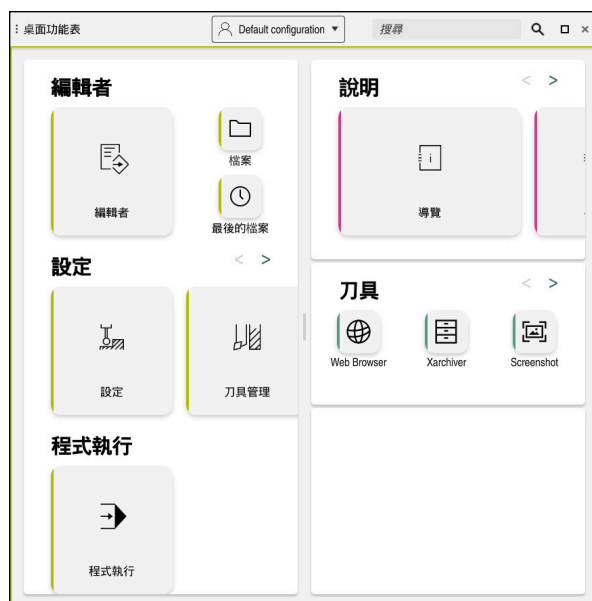 桌面功能表
Default configuration
搜尋
編輯者
編輯者
檔案
最後的檔案
設定
設定
刀具管理
程式執行
程式執行
說明
導覽
刀具
Web Browser
Xarchiver
Screenshot